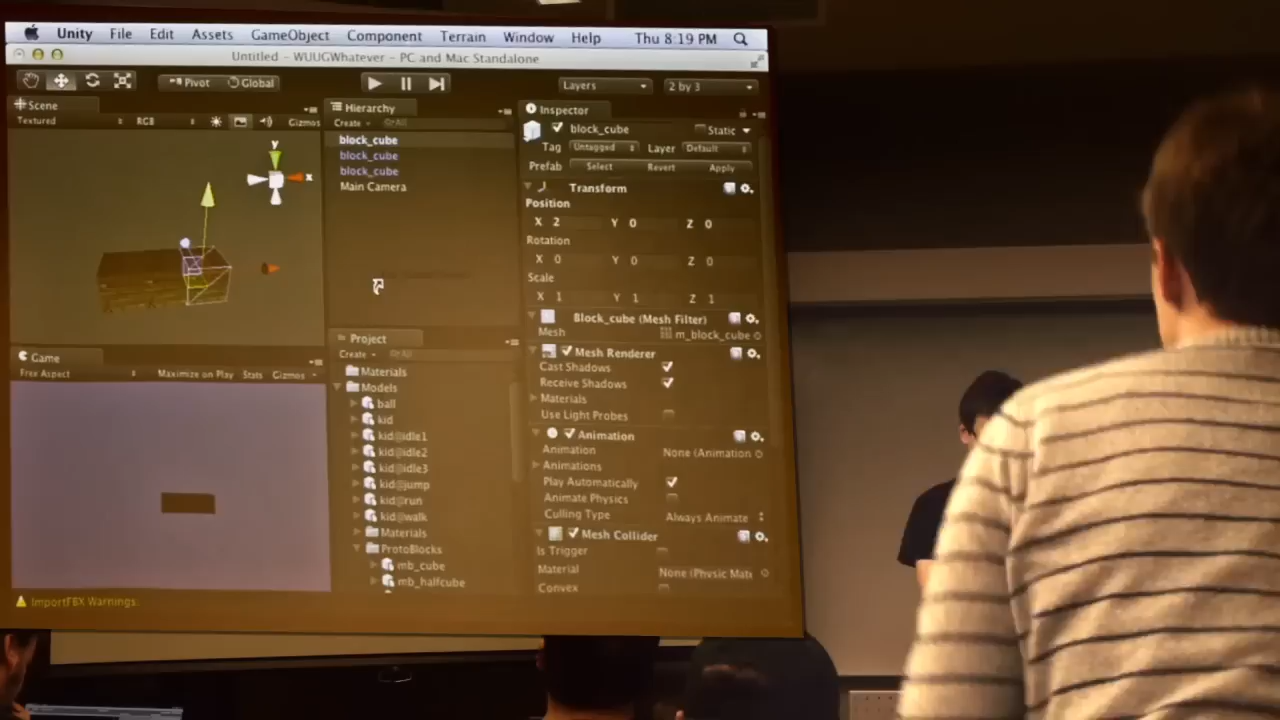 Unity File Edit Assets GameObject Component Terrain Window Help Thu 8:19 PM
Untitled - WUUGWhatever - PC and Mac Standalone
Pivot Global Layers 2 by 3
Scene
Textured RGB Gizmos
y
x
Game
Free Aspect Maximize on Play Stats Gizmos
ImportFBX Warnings:
Hierarchy
Create All
block_cube
block_cube
block_cube
Main Camera
Project
Create All
Materials
Models
ball
kid
kid@idle1
kid@idle2
kid@idle3
kid@jump
kid@run
kid@walk
Materials
ProtoBlocks
mb_cube
mb_halfcube
Inspector
block_cube Static
Tag Untagged Layer Default
Prefab Select Revert Apply
Transform
Position
X 2 Y 0 Z 0
Rotation
X 0 Y 0 Z 0
Scale
X 1 Y 1 Z 1
Block_cube (Mesh Filter)
Mesh m_block_cube
Mesh Renderer
Cast Shadows
Receive Shadows
Materials
Use Light Probes
Animation
Animation None (Animation
Animations
Play Automatically
Animate Physics
Culling Type Always Animate
Mesh Collider
Is Trigger
Material None (Physic Mate
Convex